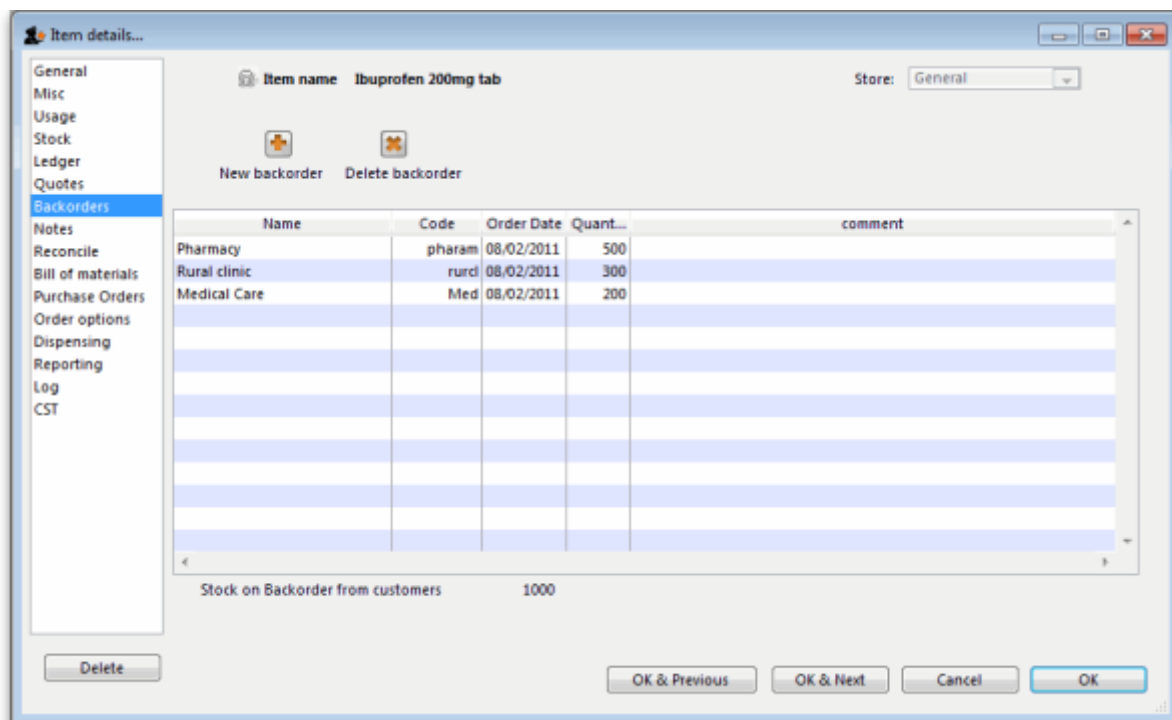 Item details...
General
Misc
Usage
Stock
Ledger
Quotes
Backorders
Notes
Reconcile
Bill of materials
Purchase Orders
Order options
Dispensing
Reporting
Log
CST
Item name Ibuprofen 200mg tab
Store: General
New backorder Delete backorder
Name Code Order Date Quant... comment
Pharmacy pharam 08/02/2011 500
Rural clinic rurcl 08/02/2011 300
Medical Care Med 08/02/2011 200
Stock on Backorder from customers 1000
Delete
OK & Previous OK & Next Cancel OK